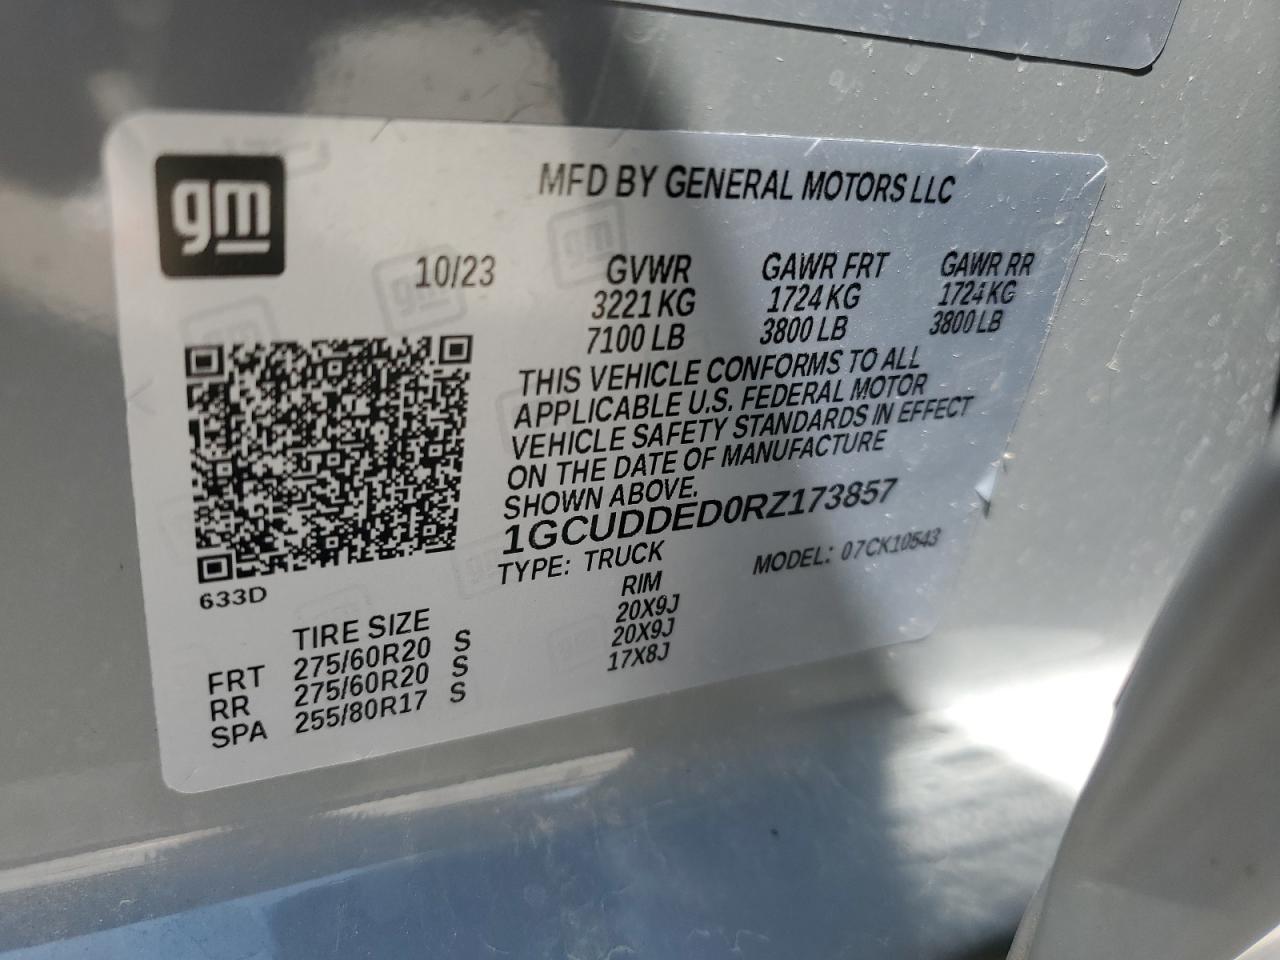 gm
MFD BY GENERAL MOTORS LLC
10/23 GVWR GAWR FRT GAWR RR
3221 KG 1724 KG 1724 KG
7100 LB 3800 LB 3800 LB
THIS VEHICLE CONFORMS TO ALL
APPLICABLE U.S. FEDERAL MOTOR
VEHICLE SAFETY STANDARDS IN EFFECT
ON THE DATE OF MANUFACTURE
SHOWN ABOVE.
1GCUDDED0RZ173857
TYPE: TRUCK MODEL: 07CK10543
633D
TIRE SIZE RIM
FRT 275/60R20 S 20X9J
RR 275/60R20 S 20X9J
SPA 255/80R17 S 17X8J